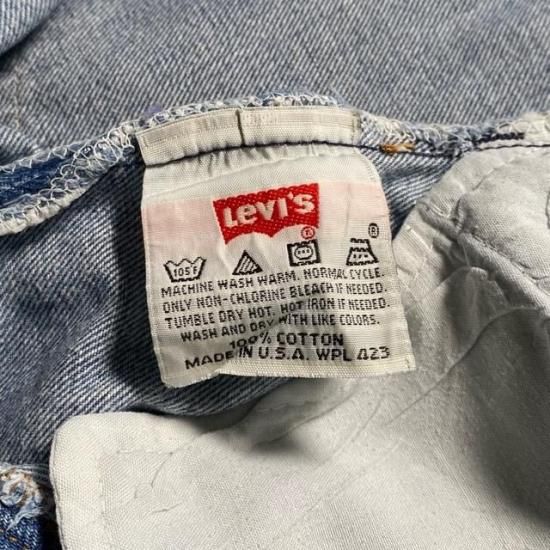 LEVI'S
R
105F
MACHINE WASH WARM. NORMAL CYCLE.
ONLY NON-CHLORINE BLEACH IF NEEDED.
TUMBLE DRY HOT. HOT IRON IF NEEDED.
WASH AND DRY WITH LIKE COLORS.
100% COTTON
MADE IN U.S.A. WPL 423